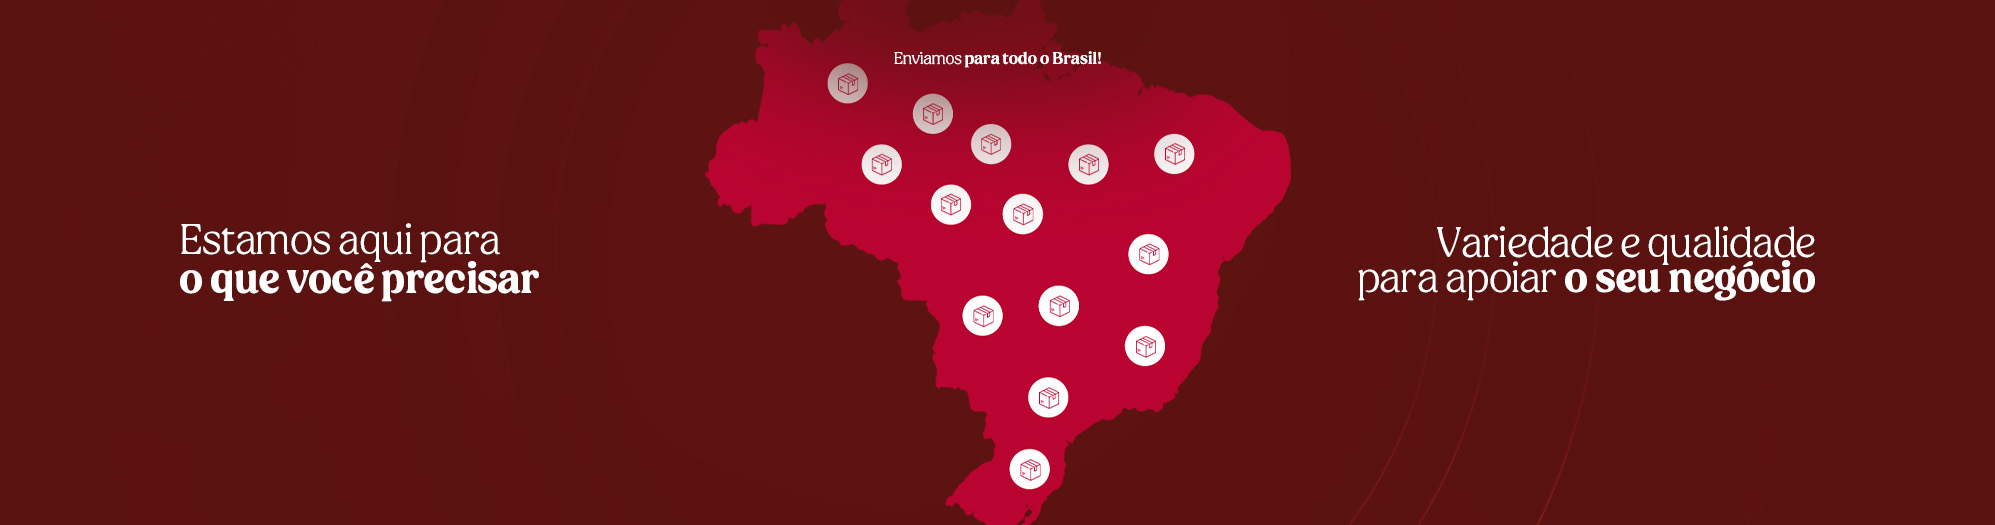 Enviamos para todo o Brasil!
Estamos aqui para
o que você precisar
Variedade e qualidade
para apoiar o seu negócio